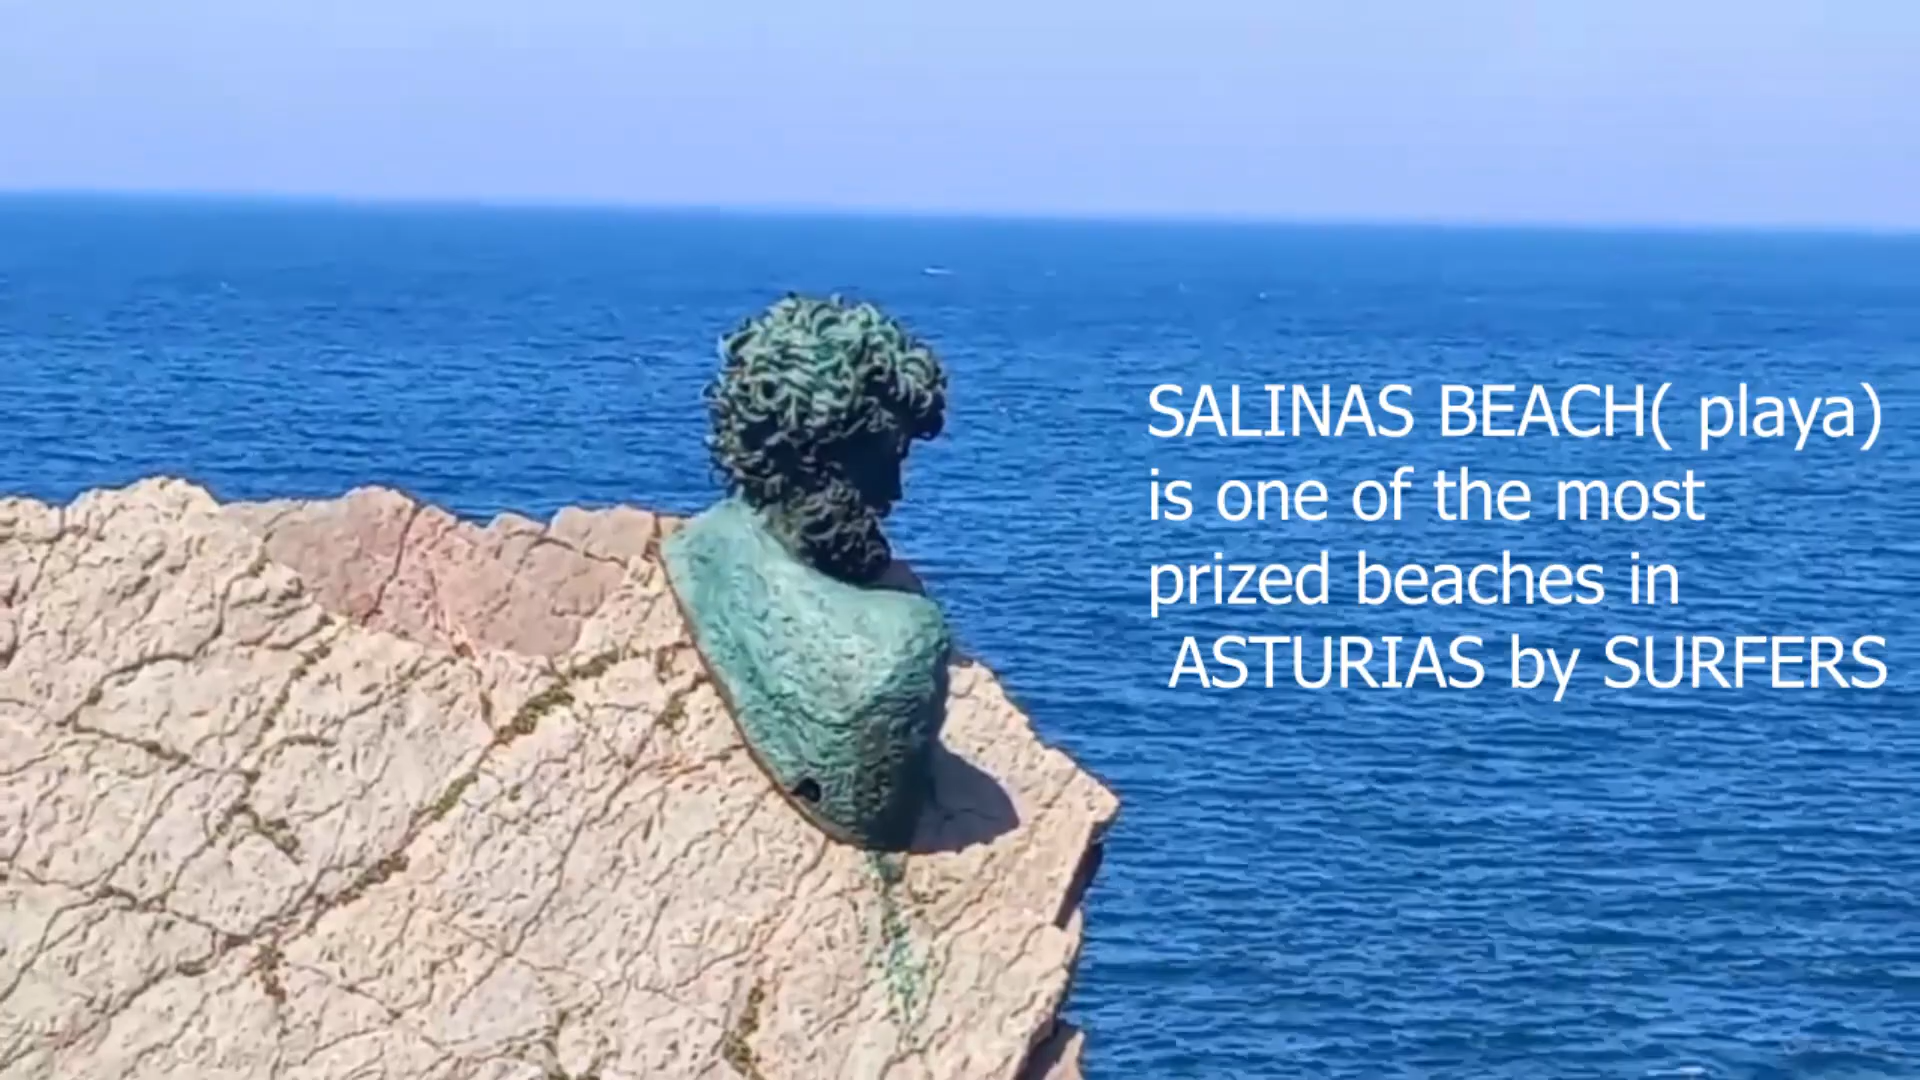 SALINAS BEACH( playa)
is one of the most
prized beaches in
ASTURIAS by SURFERS